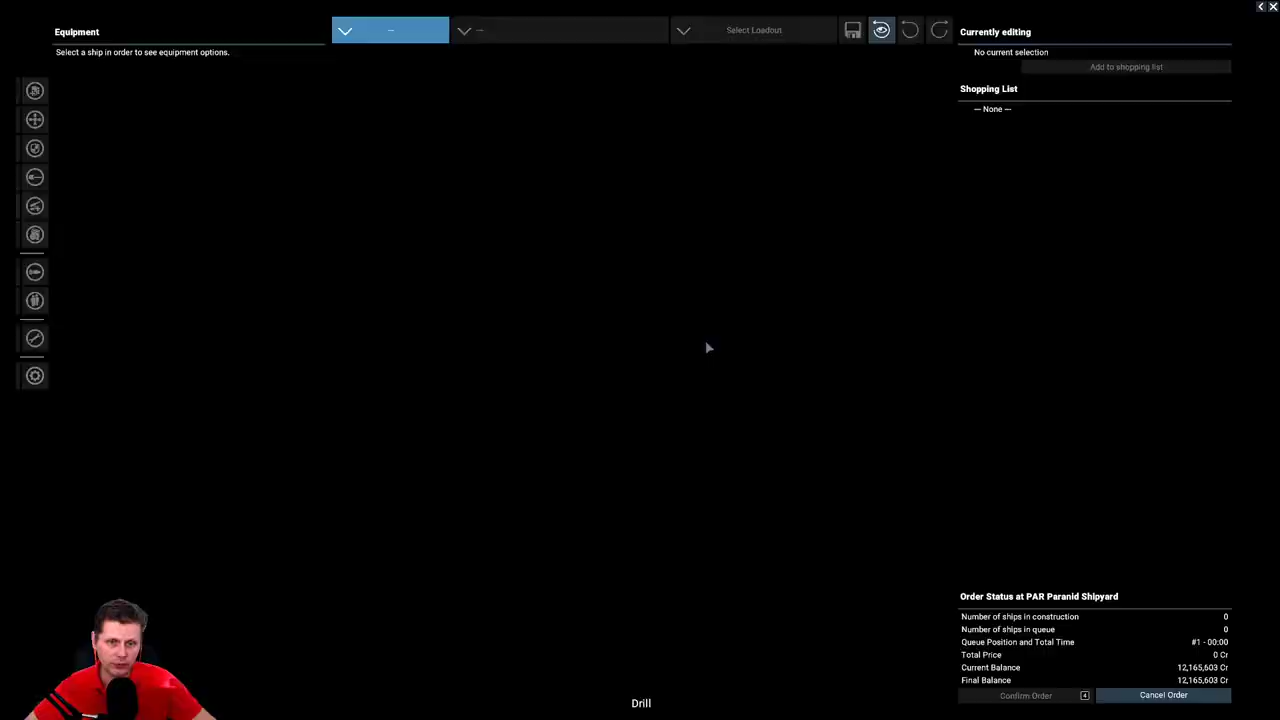 Equipment
Select a ship in order to see equipment options.
—
—
Select Loadout
Currently editing
No current selection
Add to shopping list
Shopping List
— None —
Order Status at PAR Paranid Shipyard
Number of ships in construction 0
Number of ships in queue 0
Queue Position and Total Time #1 - 00:00
Total Price 0 Cr
Current Balance 12,165,603 Cr
Final Balance 12,165,603 Cr
Confirm Order 4
Cancel Order
Drill